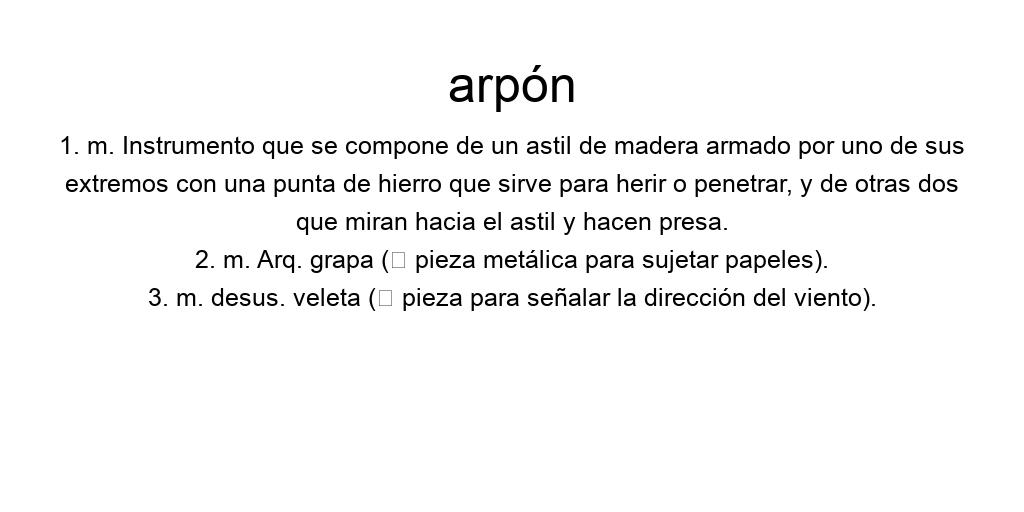 arpón
1. m. Instrumento que se compone de un astil de madera armado por uno de sus
extremos con una punta de hierro que sirve para herir o penetrar, y de otras dos
que miran hacia el astil y hacen presa.
2. m. Arq. grapa (□ pieza metálica para sujetar papeles).
3. m. desus. veleta (□ pieza para señalar la dirección del viento).